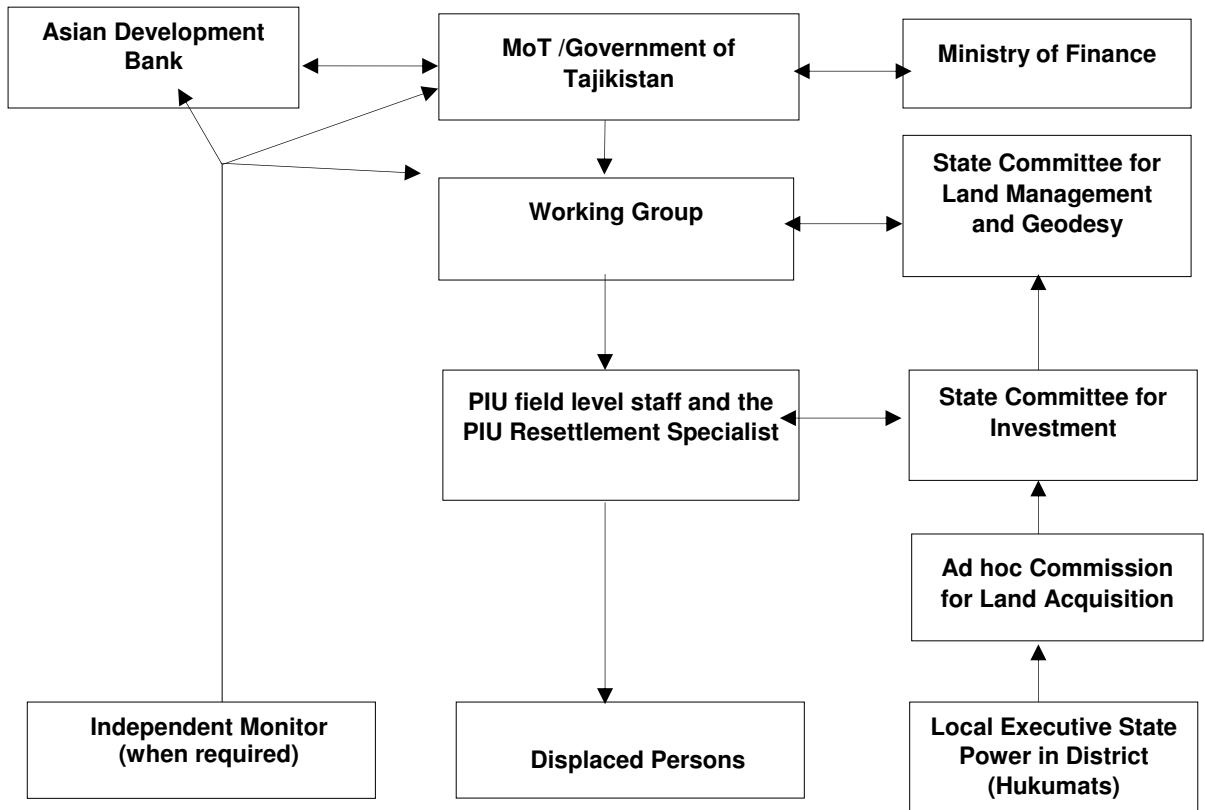 Asian Development
Bank
MoT /Government of
Tajikistan
Ministry of Finance
Working Group
State Committee for
Land Management
and Geodesy
PIU field level staff and the
PIU Resettlement Specialist
State Committee for
Investment
Ad hoc Commission
for Land Acquisition
Independent Monitor
(when required)
Displaced Persons
Local Executive State
Power in District
(Hukumats)